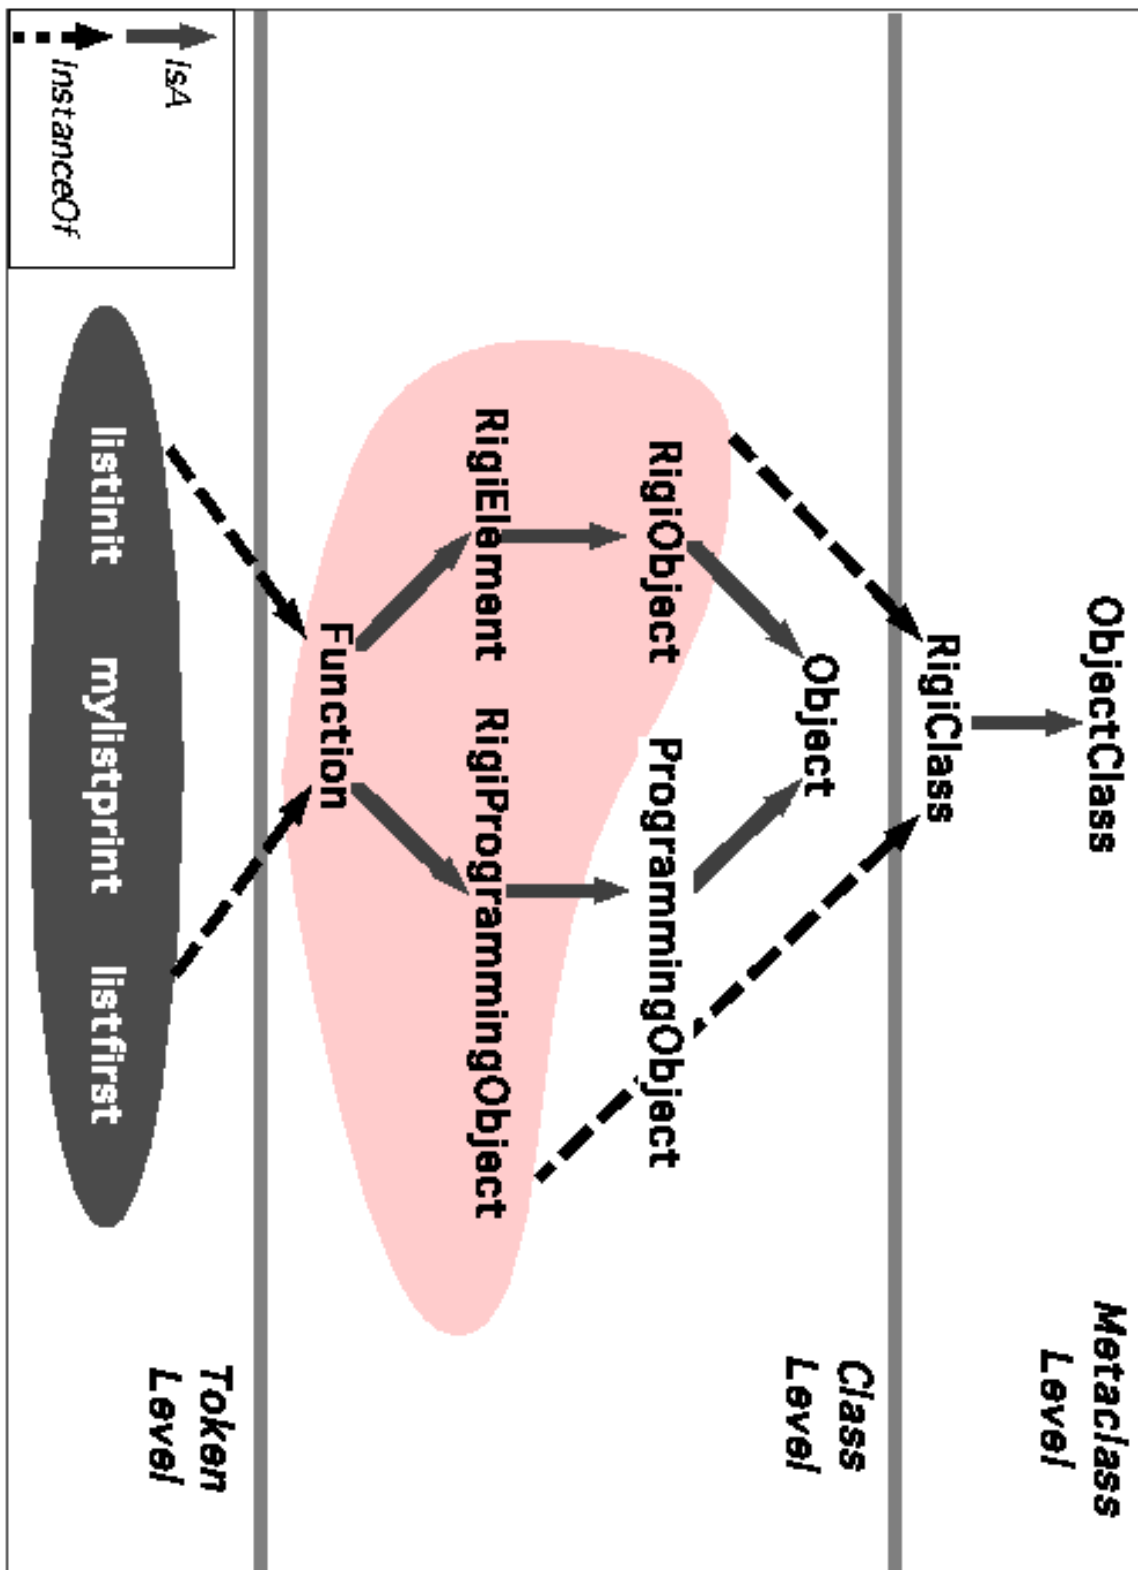 ObjectClass
Metaclass
Level
RigiClass
Object
Class
Level
RigiObject
ProgrammingObject
RigiElement
RigiProgrammingObject
Function
Token
Level
IsA
InstanceOf
listinit
mylistprint
listfirst